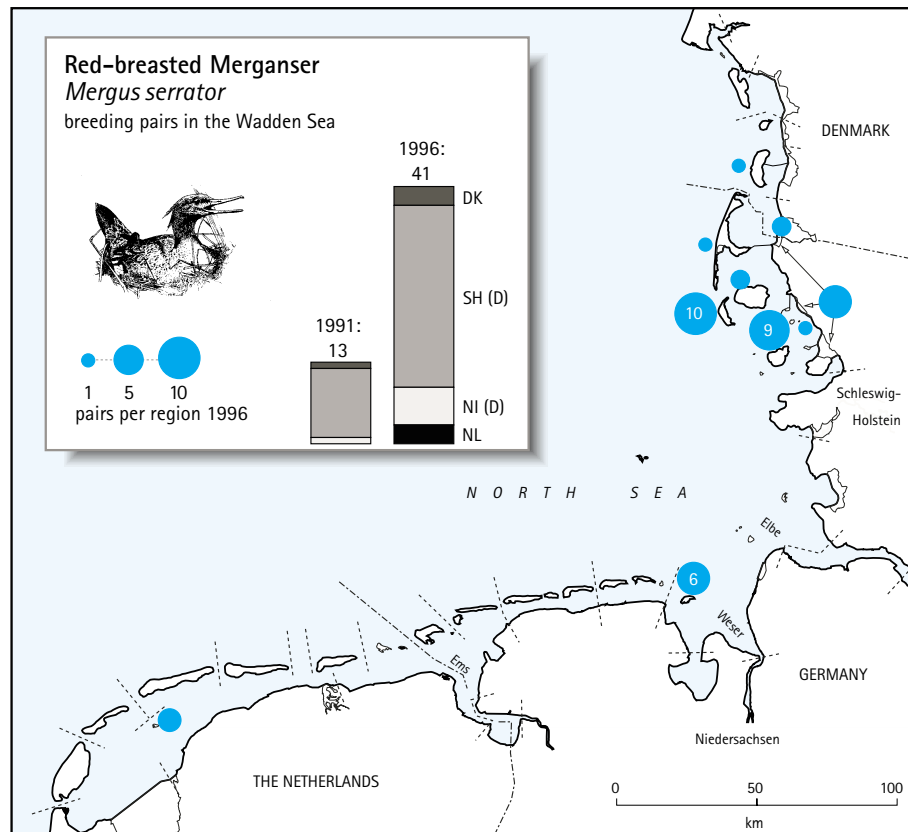 Red-breasted Merganser
Mergus serrator
breeding pairs in the Wadden Sea
1996:
41
DK
SH (D)
NI (D)
NL
1991:
13
1 5 10
pairs per region 1996
DENMARK
10
9
Schleswig-
Holstein
NORTH SEA
Elbe
6
Weser
Ems
GERMANY
Niedersachsen
THE NETHERLANDS
0 50 100
km